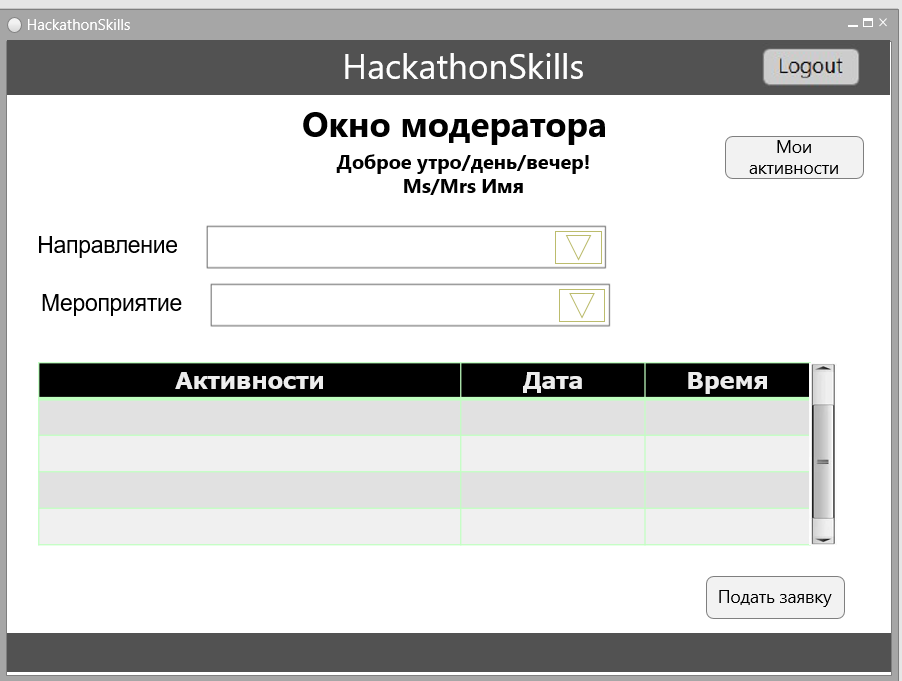 HackathonSkills
HackathonSkills
Logout
Окно модератора
Доброе утро/день/вечер!
Ms/Mrs Имя
Мои
активности
Направление
Мероприятие
Активности Дата Время
Подать заявку